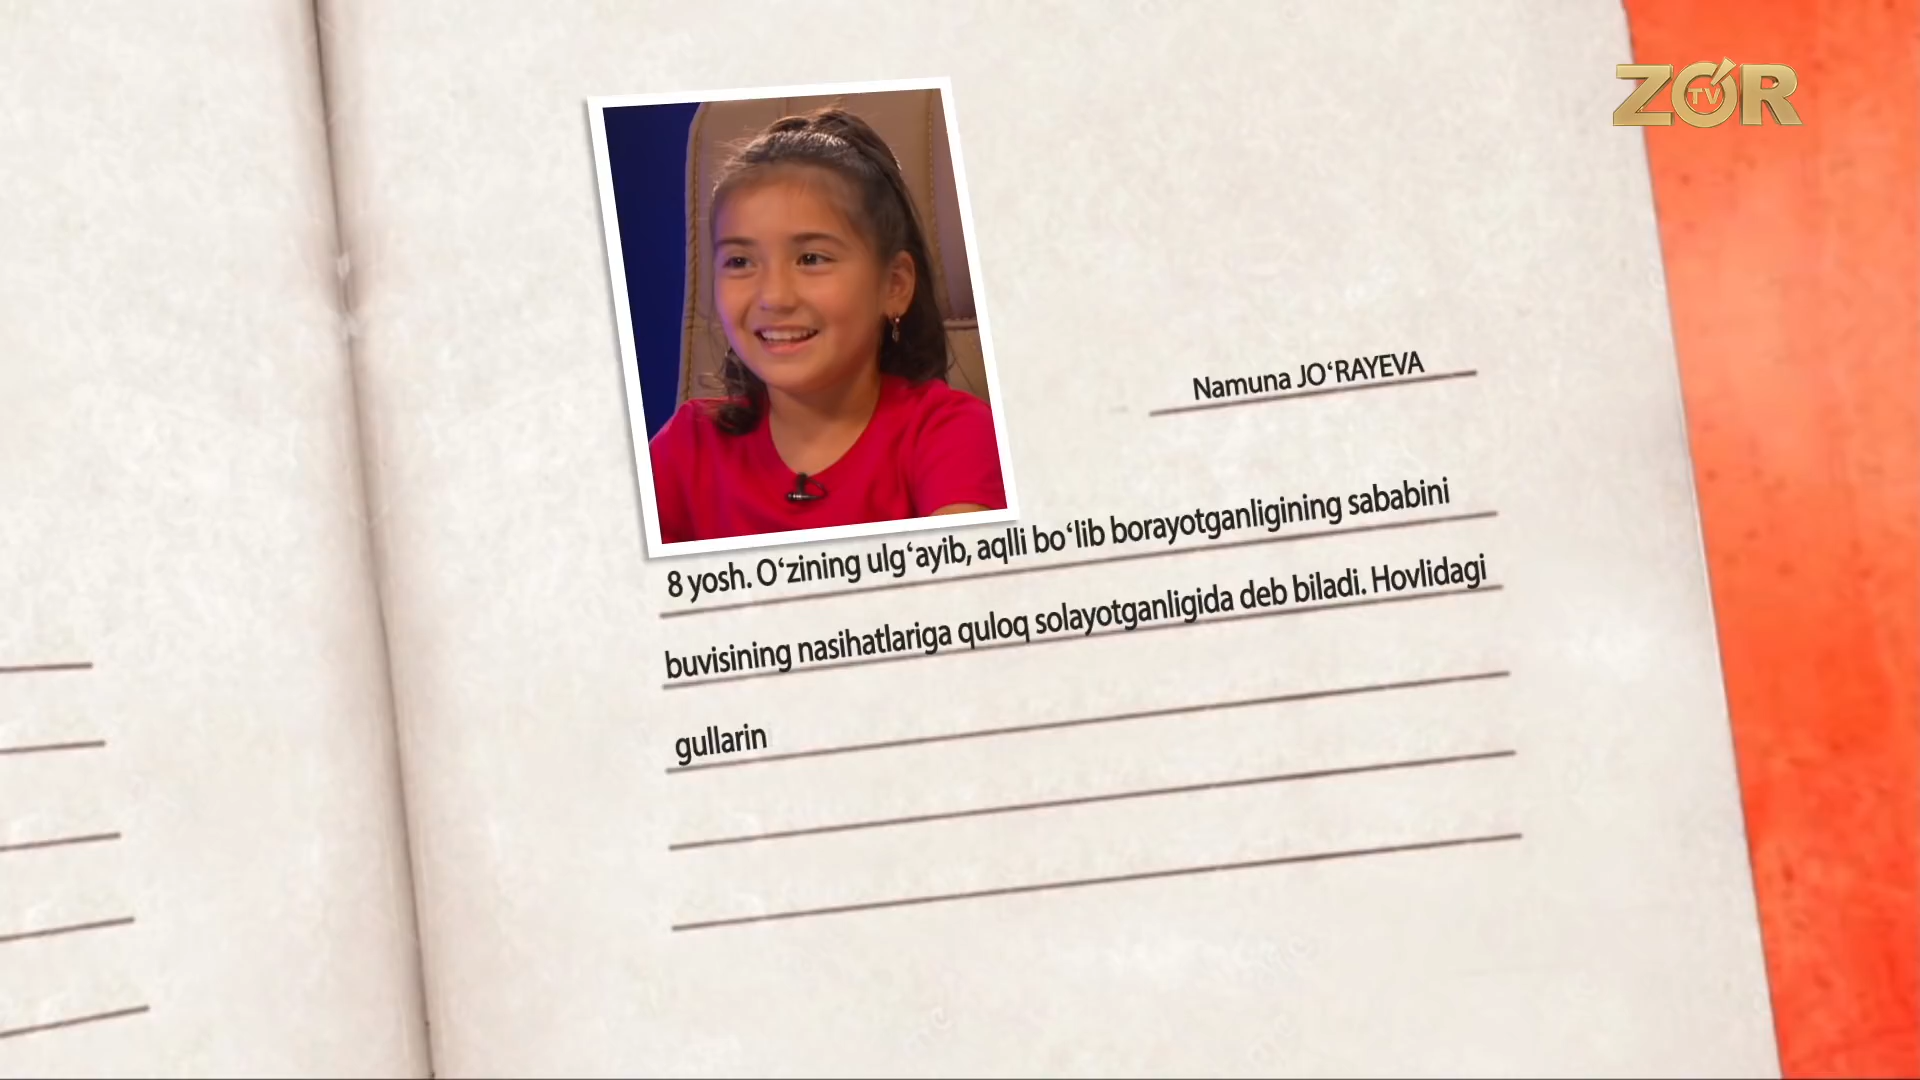 ZO'R TV
Namuna JO‘RAYEVA
8 yosh. O‘zining ulg‘ayib, aqlli bo‘lib borayotganligining sababini
buvisining nasihatlariga quloq solayotganligida deb biladi. Hovlidagi
gullarin